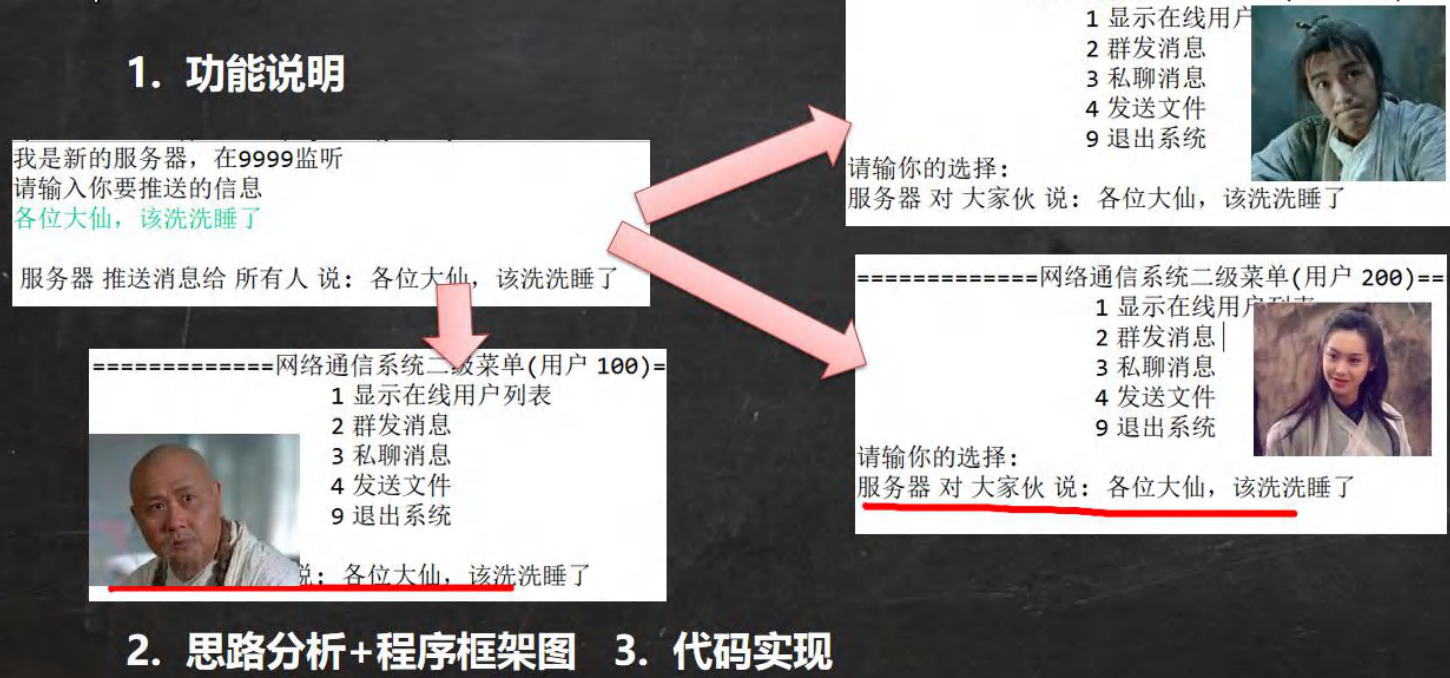 1. 功能说明
我是新的服务器，在9999监听
请输入你要推送的信息
各位大仙，该洗洗睡了
服务器 推送消息给 所有人 说: 各位大仙，该洗洗睡了
1 显示在线用户
2 群发消息
3 私聊消息
4 发送文件
9 退出系统
请输你的选择:
服务器 对 大家伙 说: 各位大仙，该洗洗睡了
=============网络通信系统二级菜单(用户 200)==
1 显示在线用户列表
2 群发消息
3 私聊消息
4 发送文件
9 退出系统
请输你的选择:
服务器 对 大家伙 说: 各位大仙，该洗洗睡了
=============网络通信系统二级菜单(用户 100)=
1 显示在线用户列表
2 群发消息
3 私聊消息
4 发送文件
9 退出系统
说: 各位大仙，该洗洗睡了
2. 思路分析+程序框架图 3. 代码实现